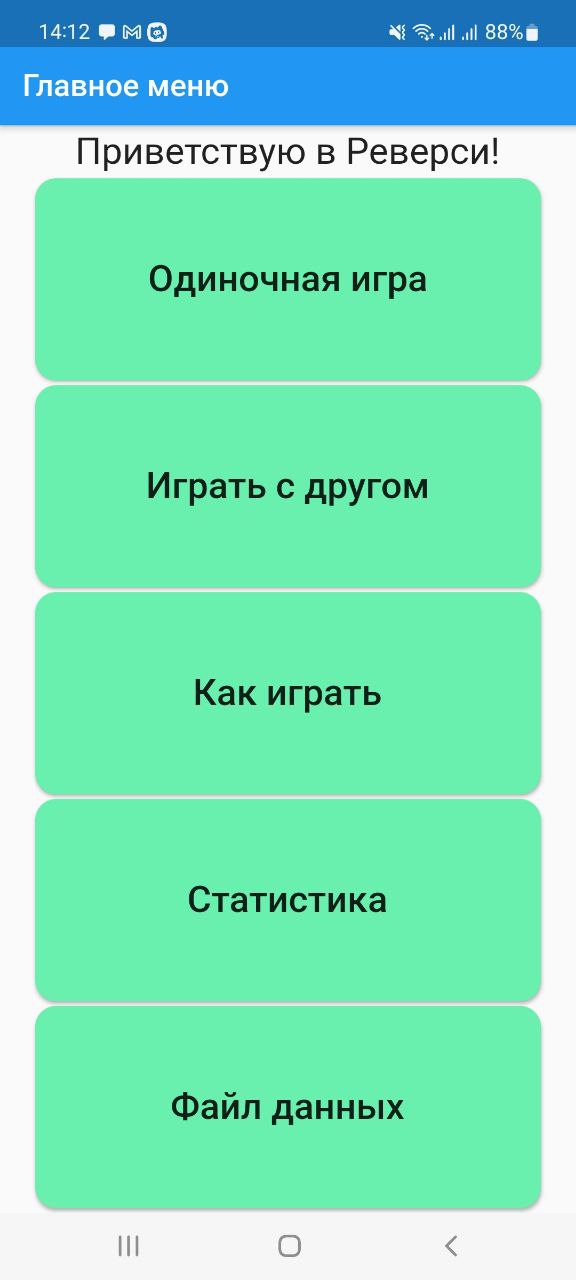 14:12 88%
Главное меню
Приветствую в Реверси!
Одиночная игра
Играть с другом
Как играть
Статистика
Файл данных